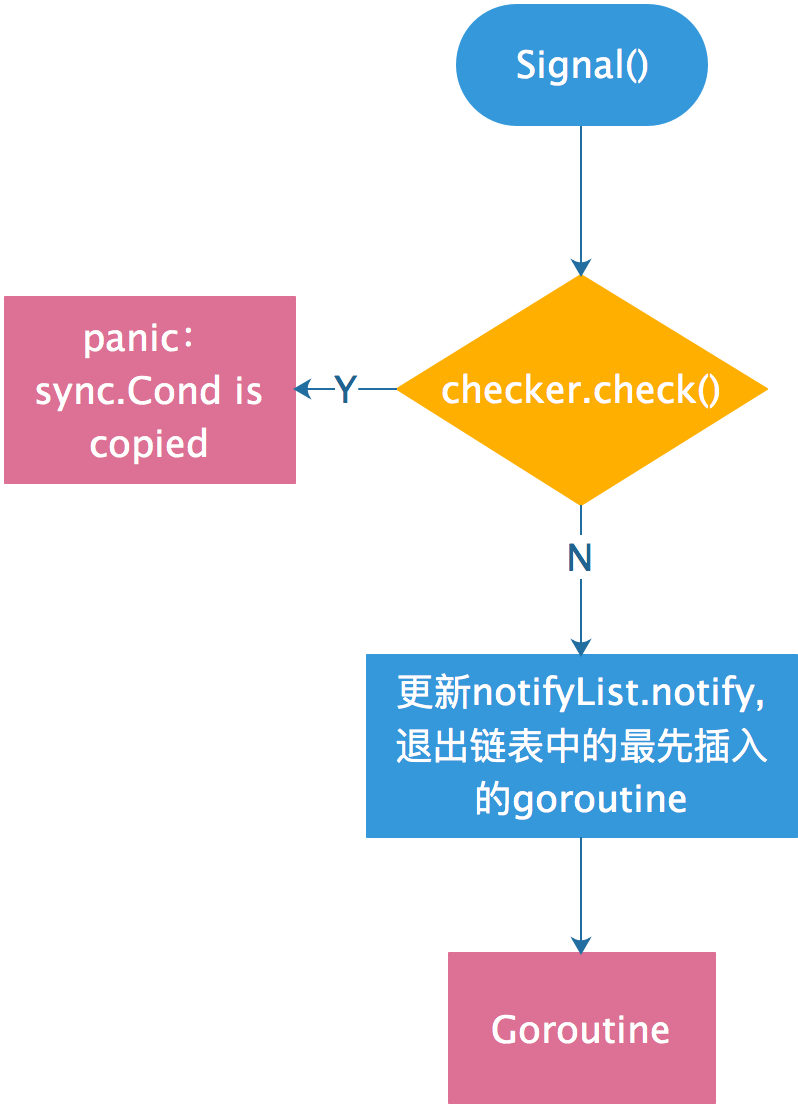 Signal()
checker.check()
Y
panic：
sync.Cond is
copied
N
更新notifyList.notify,
退出链表中的最先插入
的goroutine
Goroutine